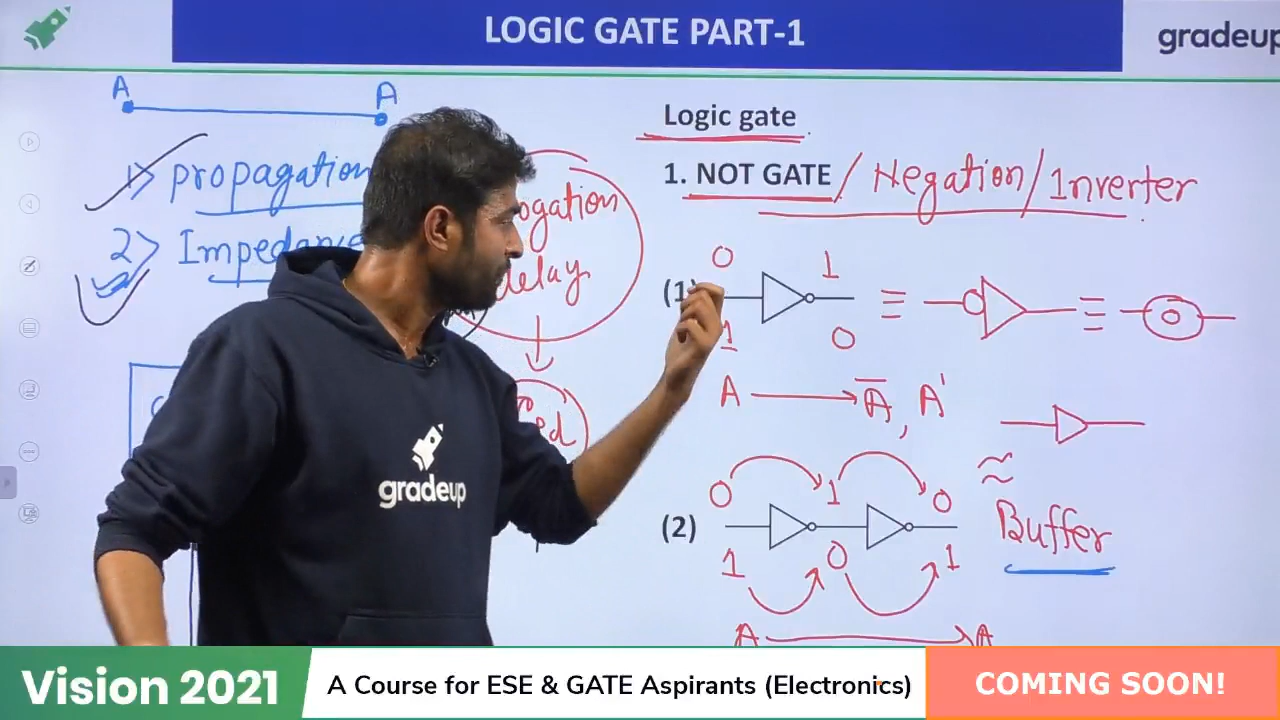 LOGIC GATE PART-1
gradeup
A A
1> propagation
2> Impedance
delay
Logic gate
1. NOT GATE / Negation / Inverter
0 1
(1)
1 0
A → A̅, A'
0 1 0
(2)
1 0 1
≈
Buffer
A → A
gradeup
Vision 2021
A Course for ESE & GATE Aspirants (Electronics)
COMING SOON!